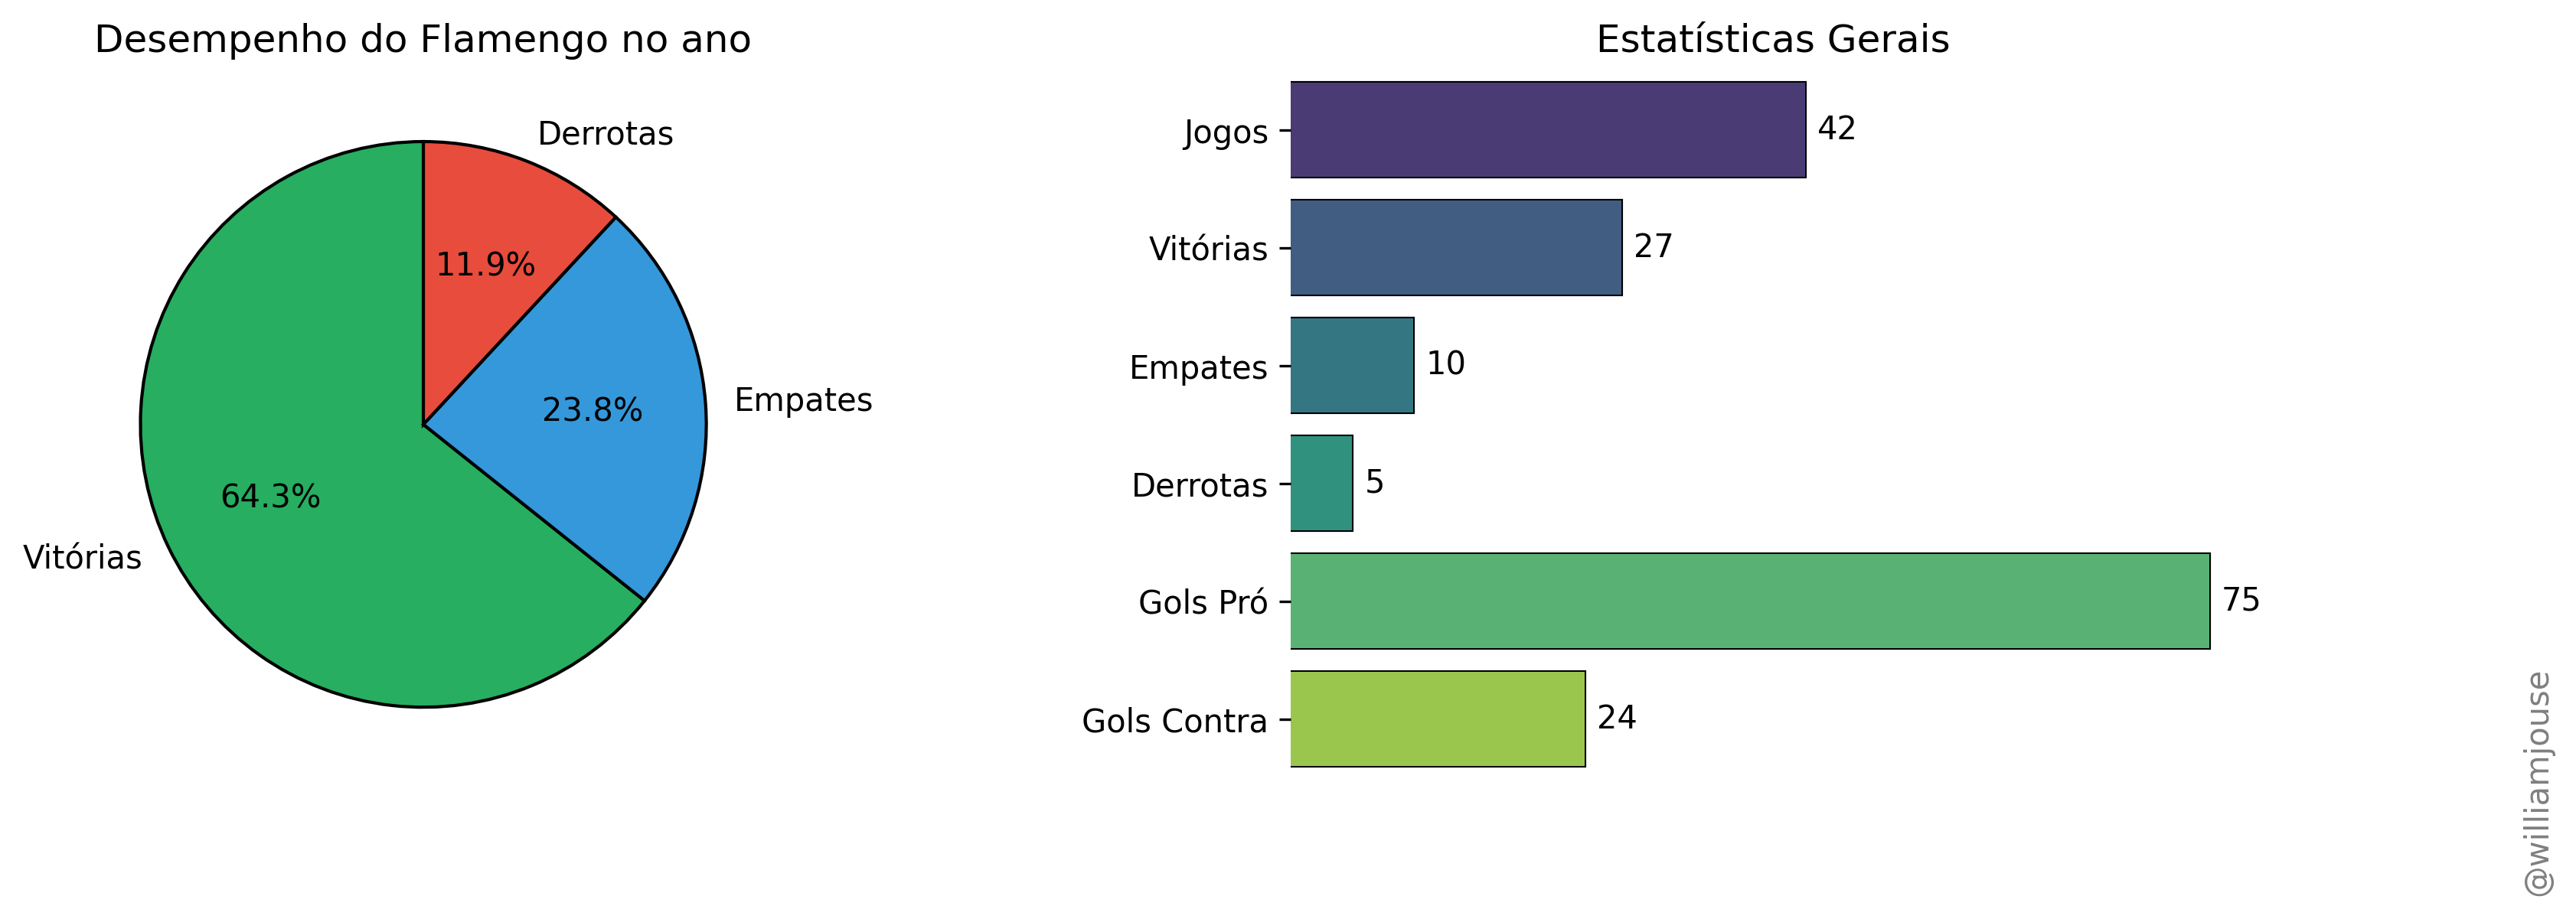 Desempenho do Flamengo no ano
Derrotas
11.9%
Empates
23.8%
64.3%
Vitórias
Estatísticas Gerais
Jogos
42
Vitórias
27
Empates
10
Derrotas
5
Gols Pró
75
Gols Contra
24
@williamjouse